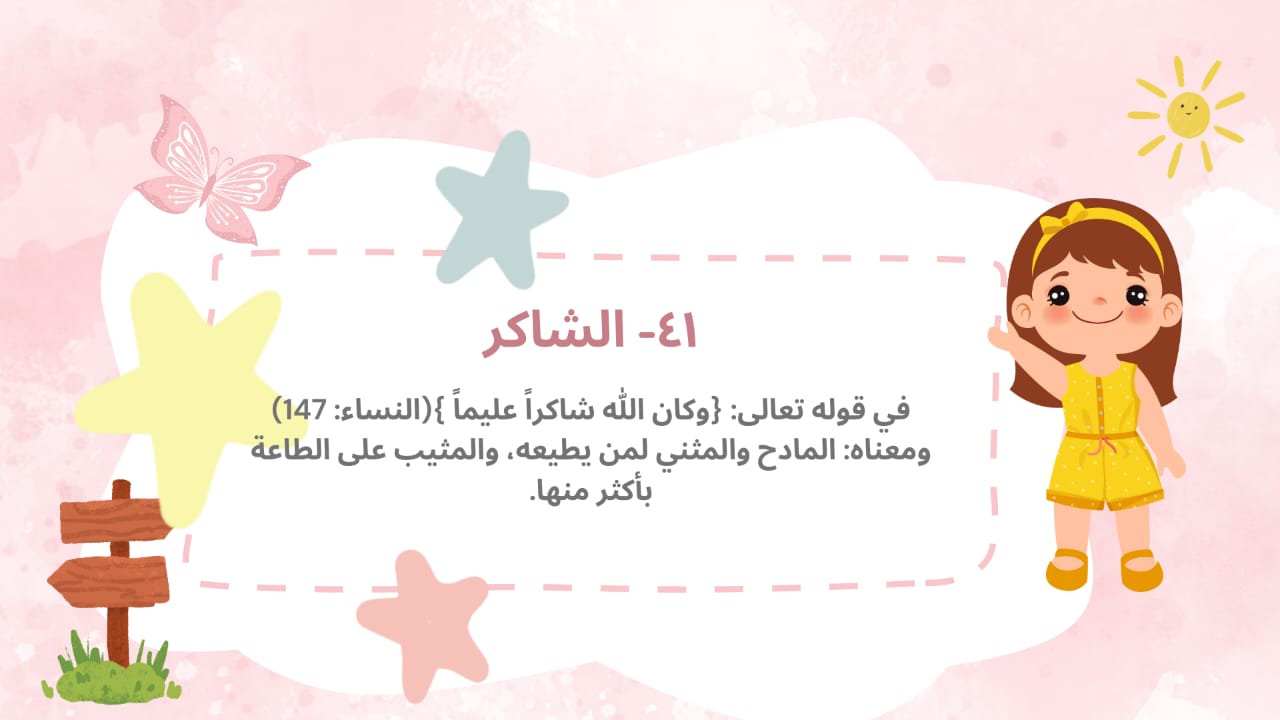 ٤١- الشاكر
في قوله تعالى: {وكان الله شاكراً عليماً }(النساء: 147)
ومعناه: المادح والمثني لمن يطيعه، والمثيب على الطاعة
بأكثر منها.